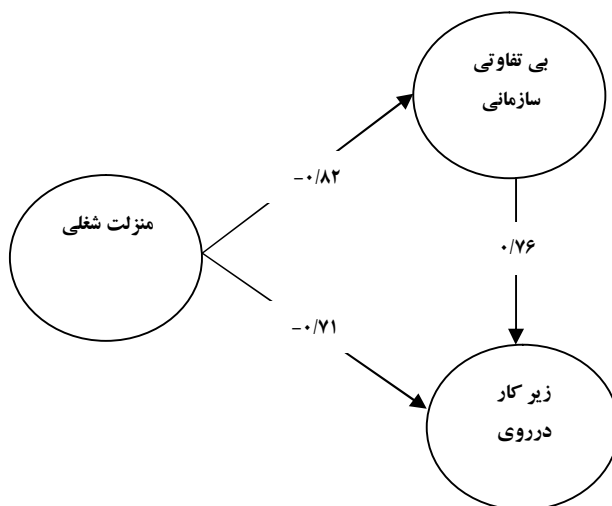 بی تفاوتی
سازمانی
-۰/۸۲
منزلت شغلی
۰/۷۶
-۰/۷۱
زیر کار
درروی